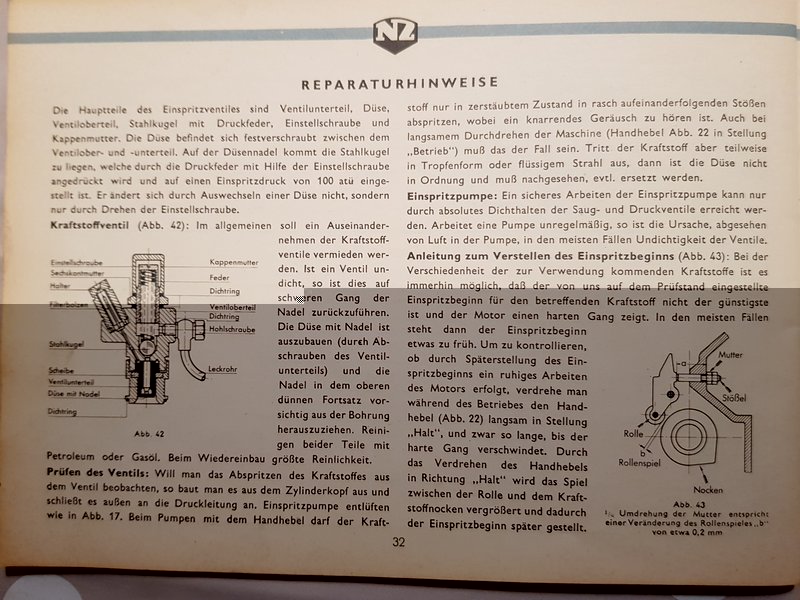 NZ
REPARATURHINWEISE
Die Hauptteile des Einspritzventiles sind Ventilunterteil, Düse,
Ventiloberteil, Stahlkugel mit Druckfeder, Einstellschraube und
Kappenmutter. Die Düse befindet sich festverschraubt zwischen dem
Ventilober- und -unterteil. Auf der Düsennadel kommt die Stahlkugel
zu liegen, welche durch die Druckfeder mit Hilfe der Einstellschraube
angedrückt wird und auf einen Einspritzdruck von 100 atü einge-
stellt ist. Er ändert sich durch Auswechseln einer Düse nicht, sondern
nur durch Drehen der Einstellschraube.
Kraftstoffventil (Abb. 42): Im allgemeinen soll ein Auseinander-
nehmen der Kraftstoff-
ventile vermieden wer-
den. Ist ein Ventil un-
dicht, so ist dies auf
schweren Gang der
Nadel zurückzuführen.
Die Düse mit Nadel ist
auszubauen (durch Ab-
schrauben des Ventil-
unterteils) und die
Nadel in dem oberen
dünnen Fortsatz vor-
sichtig aus der Bohrung
herauszuziehen. Reini-
gen beider Teile mit
Petroleum oder Gasöl. Beim Wiedereinbau größte Reinlichkeit.
Einstellschraube
Sechskantmutter
Halter
Filterbolzen
Stahlkugel
Scheibe
Ventilunterteil
Düse mit Nadel
Dichtring
Kappenmutter
Feder
Dichtring
Ventiloberteil
Dichtring
Hohlschraube
Leckrohr
Abb. 42
Prüfen des Ventils: Will man das Abspritzen des Kraftstoffes aus
dem Ventil beobachten, so baut man es aus dem Zylinderkopf aus und
schließt es außen an die Druckleitung an. Einspritzpumpe entlüften
wie in Abb. 17. Beim Pumpen mit dem Handhebel darf der Kraft-
stoff nur in zerstäubtem Zustand in rasch aufeinanderfolgenden Stößen
abspritzen, wobei ein knarrendes Geräusch zu hören ist. Auch bei
langsamem Durchdrehen der Maschine (Handhebel Abb. 22 in Stellung
„Betrieb") muß das der Fall sein. Tritt der Kraftstoff aber teilweise
in Tropfenform oder flüssigem Strahl aus, dann ist die Düse nicht
in Ordnung und muß nachgesehen, evtl. ersetzt werden.
Einspritzpumpe: Ein sicheres Arbeiten der Einspritzpumpe kann nur
durch absolutes Dichthalten der Saug- und Druckventile erreicht wer-
den. Arbeitet eine Pumpe unregelmäßig, so ist die Ursache, abgesehen
von Luft in der Pumpe, in den meisten Fällen Undichtigkeit der Ventile.
Anleitung zum Verstellen des Einspritzbeginns (Abb. 43): Bei der
Verschiedenheit der zur Verwendung kommenden Kraftstoffe ist es
immerhin möglich, daß der von uns auf dem Prüfstand eingestellte
Einspritzbeginn für den betreffenden Kraftstoff nicht der günstigste
ist und der Motor einen harten Gang zeigt. In den meisten Fällen
steht dann der Einspritzbeginn
etwas zu früh. Um zu kontrollieren,
ob durch Späterstellung des Ein-
spritzbeginns ein ruhiges Arbeiten
des Motors erfolgt, verdrehe man
während des Betriebes den Hand-
hebel (Abb. 22) langsam in Stellung
„Halt", und zwar so lange, bis der
harte Gang verschwindet. Durch
das Verdrehen des Handhebels
in Richtung „Halt" wird das Spiel
zwischen der Rolle und dem Kraft-
stoffnocken vergrößert und dadurch
der Einspritzbeginn später gestellt.
a
Mutter
Stößel
Rolle
b
Rollenspiel
Nocken
Abb. 43
Umdrehung der Mutter entspricht
einer Veränderung des Rollenspieles „b"
von etwa 0,2 mm
32